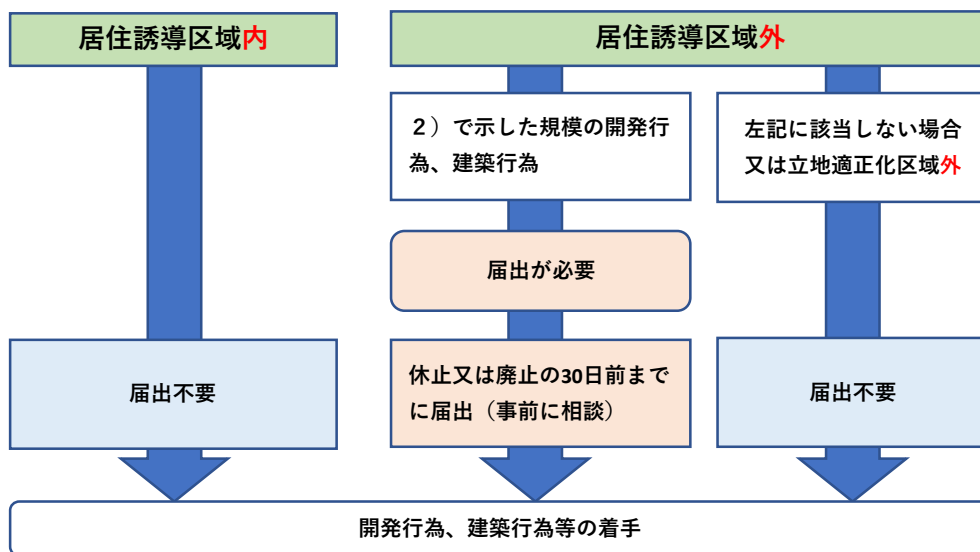 居住誘導区域内
居住誘導区域外
２）で示した規模の開発行
為、建築行為
左記に該当しない場合
又は立地適正化区域外
届出が必要
届出不要
休止又は廃止の30日前まで
に届出（事前に相談）
届出不要
開発行為、建築行為等の着手